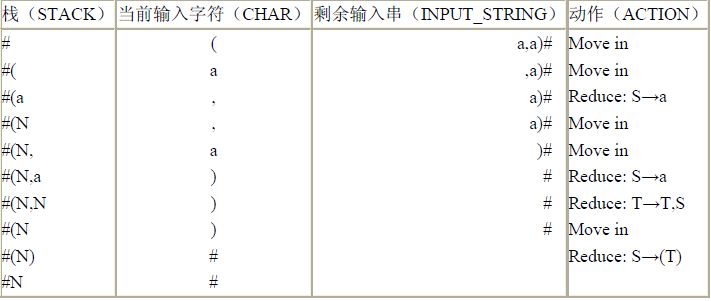 栈（STACK） 当前输入字符（CHAR） 剩余输入串（INPUT_STRING） 动作（ACTION）
# ( a,a)# Move in
#( a ,a)# Move in
#(a , a)# Reduce: S→a
#(N , a)# Move in
#(N, a )# Move in
#(N,a ) # Reduce: S→a
#(N,N ) # Reduce: T→T,S
#(N ) # Move in
#(N) # Reduce: S→(T)
#N #